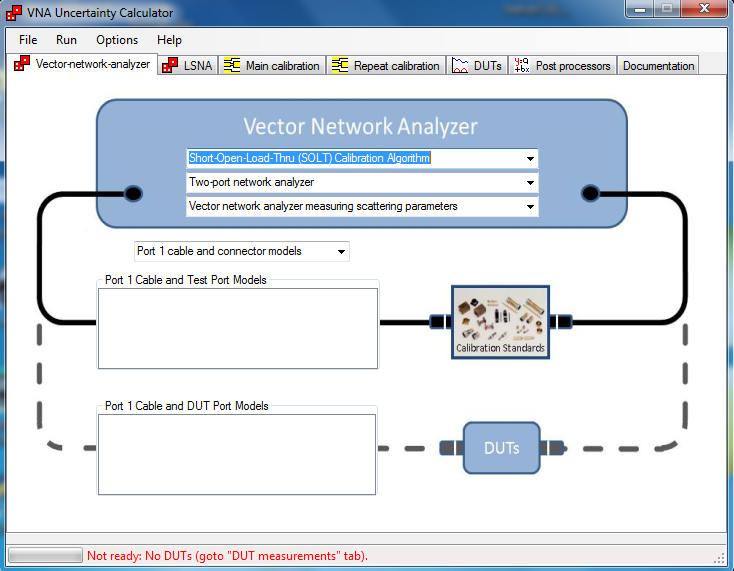 VNA Uncertainty Calculator
File Run Options Help
Vector-network-analyzer LSNA Main calibration Repeat calibration DUTs Post processors Documentation
Vector Network Analyzer
Short-Open-Load-Thru (SOLT) Calibration Algorithm
Two-port network analyzer
Vector network analyzer measuring scattering parameters
Port 1 cable and connector models
Port 1 Cable and Test Port Models
Calibration Standards
Port 1 Cable and DUT Port Models
DUTs
Not ready: No DUTs (goto "DUT measurements" tab).